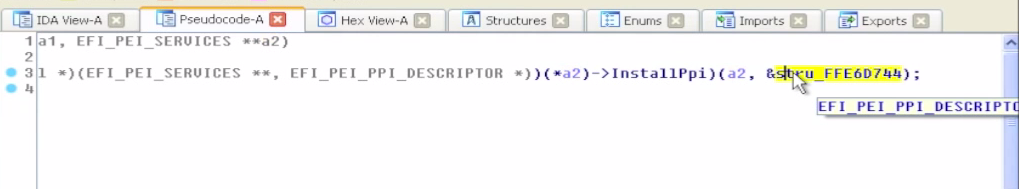 IDA View-A Pseudocode-A Hex View-A Structures Enums Imports Exports
1 a1, EFI_PEI_SERVICES **a2)
2
3 l *)(EFI_PEI_SERVICES **, EFI_PEI_PPI_DESCRIPTOR *))(*a2)->InstallPpi)(a2, &stru_FFE6D744);
4
EFI_PEI_PPI_DESCRIPTO